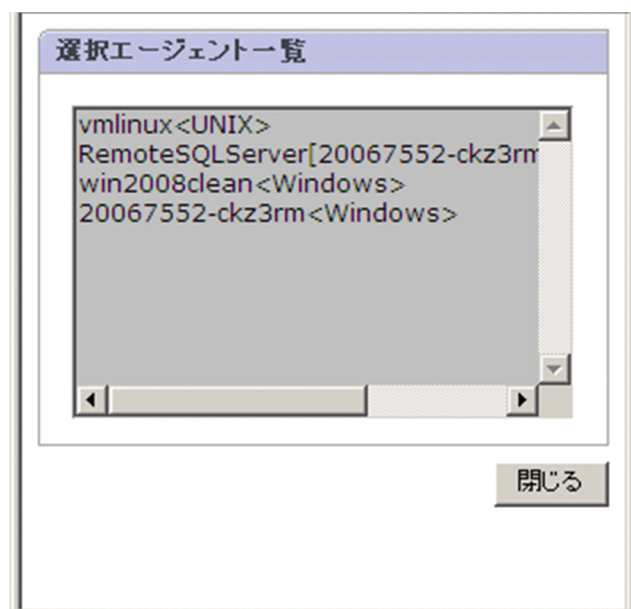 選択エージェント一覧
vmlinux<UNIX>
RemoteSQLServer[20067552-ckz3rm
win2008clean<Windows>
20067552-ckz3rm<Windows>
閉じる